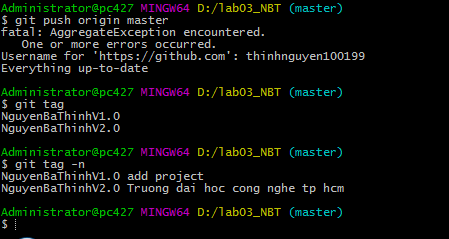 Administrator@pc427 MINGW64 D:/lab03_NBT (master)
$ git push origin master
fatal: AggregateException encountered.
   One or more errors occurred.
Username for 'https://github.com': thinhnguyen100199
Everything up-to-date
Administrator@pc427 MINGW64 D:/lab03_NBT (master)
$ git tag
NguyenBaThinhV1.0
NguyenBaThinhV2.0
Administrator@pc427 MINGW64 D:/lab03_NBT (master)
$ git tag -n
NguyenBaThinhV1.0 add project
NguyenBaThinhV2.0 Truong dai hoc cong nghe tp hcm
Administrator@pc427 MINGW64 D:/lab03_NBT (master)
$